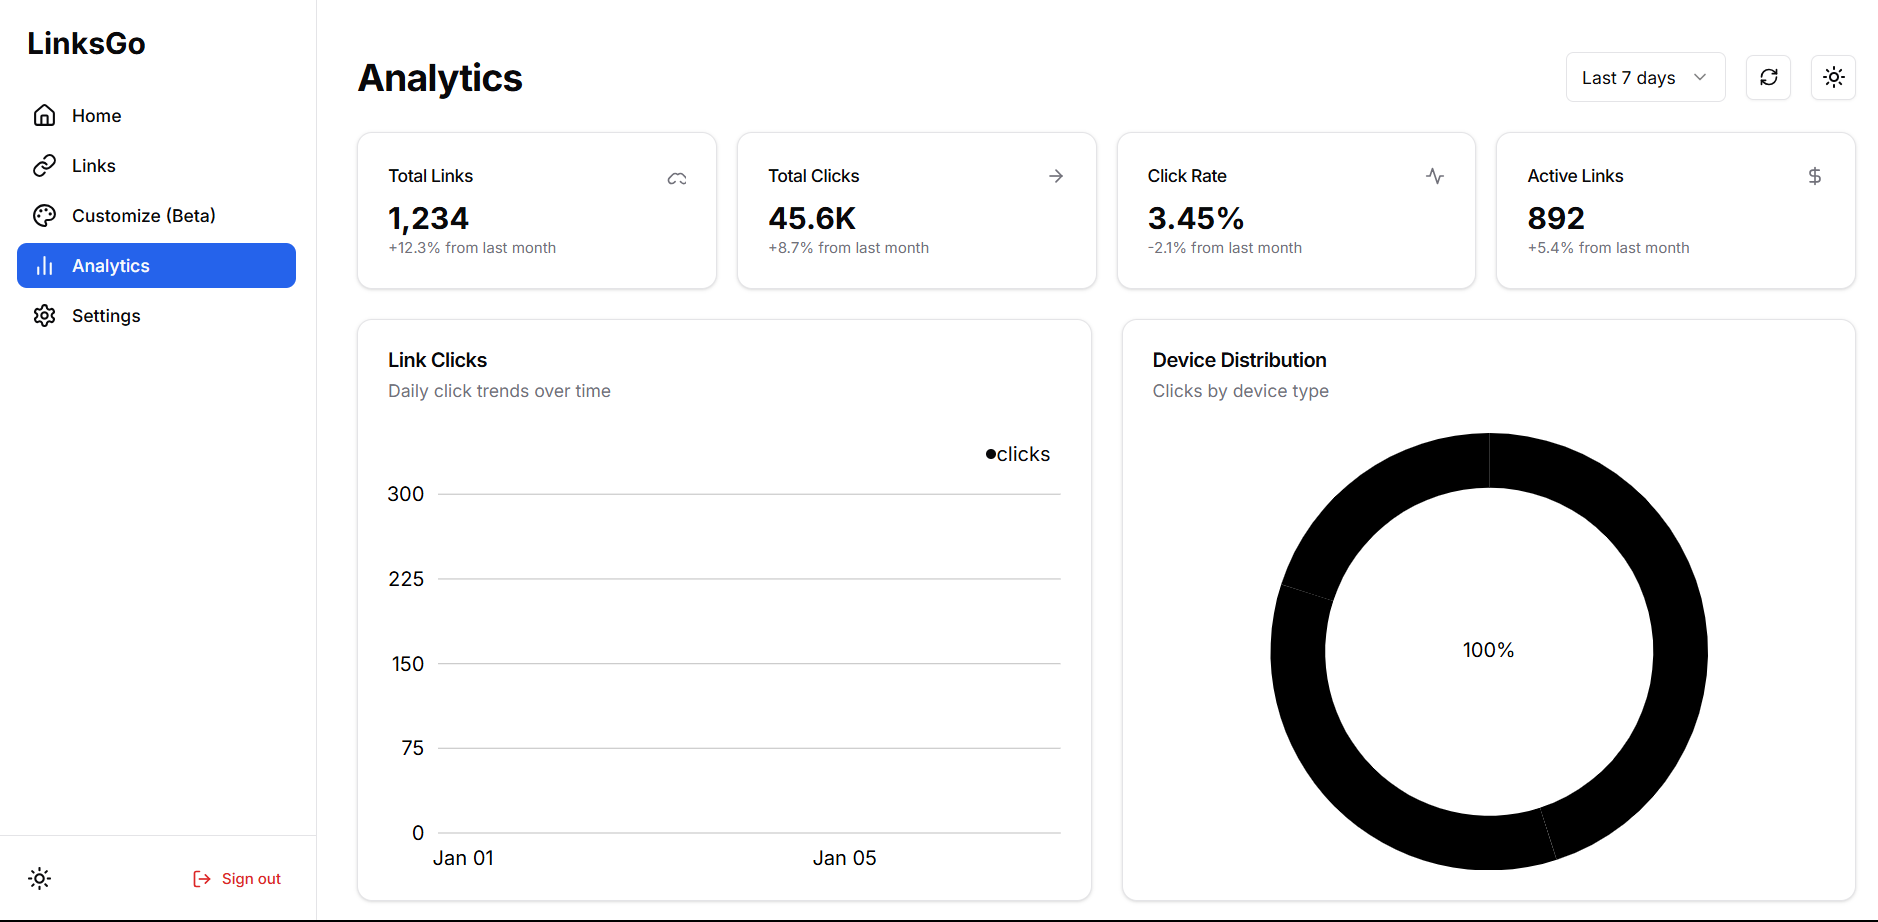 LinksGo
Home
Links
Customize (Beta)
Analytics
Settings
Sign out
Analytics
Last 7 days
Total Links
1,234
+12.3% from last month
Total Clicks
45.6K
+8.7% from last month
Click Rate
3.45%
-2.1% from last month
Active Links
892
+5.4% from last month
Link Clicks
Daily click trends over time
clicks
300
225
150
75
0
Jan 01 Jan 05
Device Distribution
Clicks by device type
100%